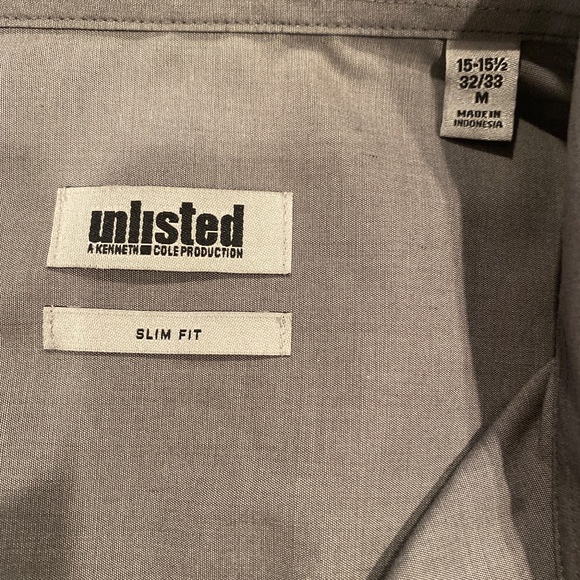 15-15½
32/33
M
MADE IN
INDONESIA
unlisted
A KENNETH COLE PRODUCTION
SLIM FIT